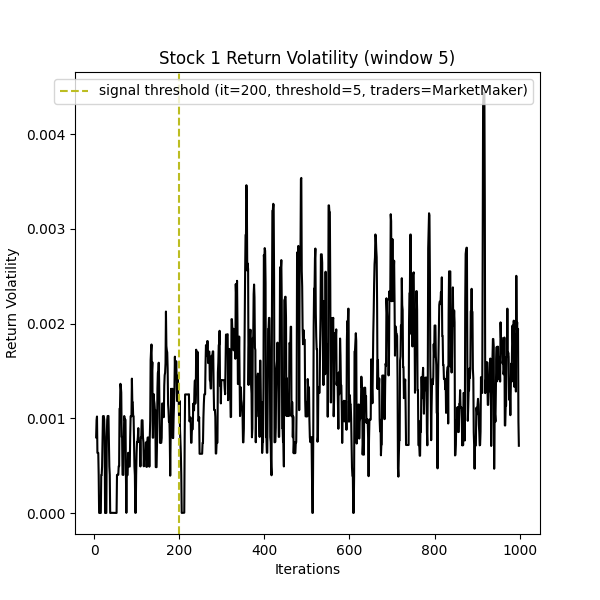 Stock 1 Return Volatility (window 5)
signal threshold (it=200, threshold=5, traders=MarketMaker)
0.004
0.003
0.002
0.001
0.000
Return Volatility
0 200 400 600 800 1000
Iterations